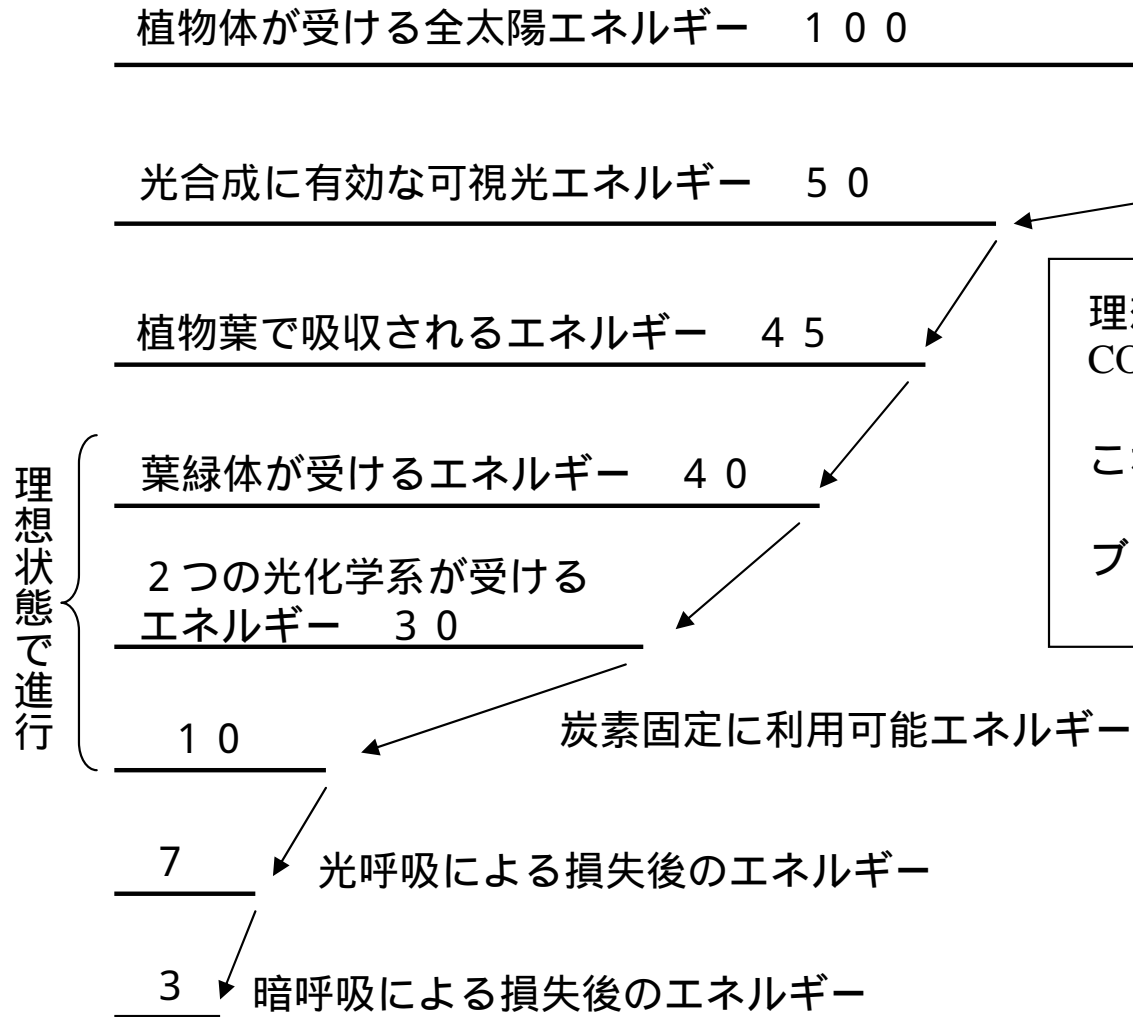 植物体が受ける全太陽エネルギー　１００
光合成に有効な可視光エネルギー　５０
植物葉で吸収されるエネルギー　４５
葉緑体が受けるエネルギー　４０
２つの光化学系が受ける
エネルギー　３０
理想状態で進行
１０
炭素固定に利用可能エネルギー
７
光呼吸による損失後のエネルギー
３
暗呼吸による損失後のエネルギー
理
CO
こ
ブ